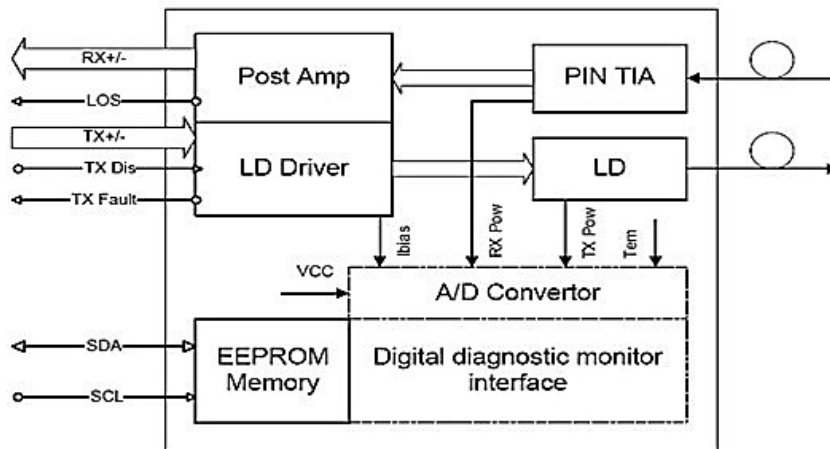 RX+/-
Post Amp
PIN TIA
LOS
TX+/-
TX Dis
LD Driver
LD
TX Fault
Ibias
RX Pow
TX Pow
Tem
VCC
A/D Convertor
SDA
EEPROM
Memory
Digital diagnostic monitor
interface
SCL